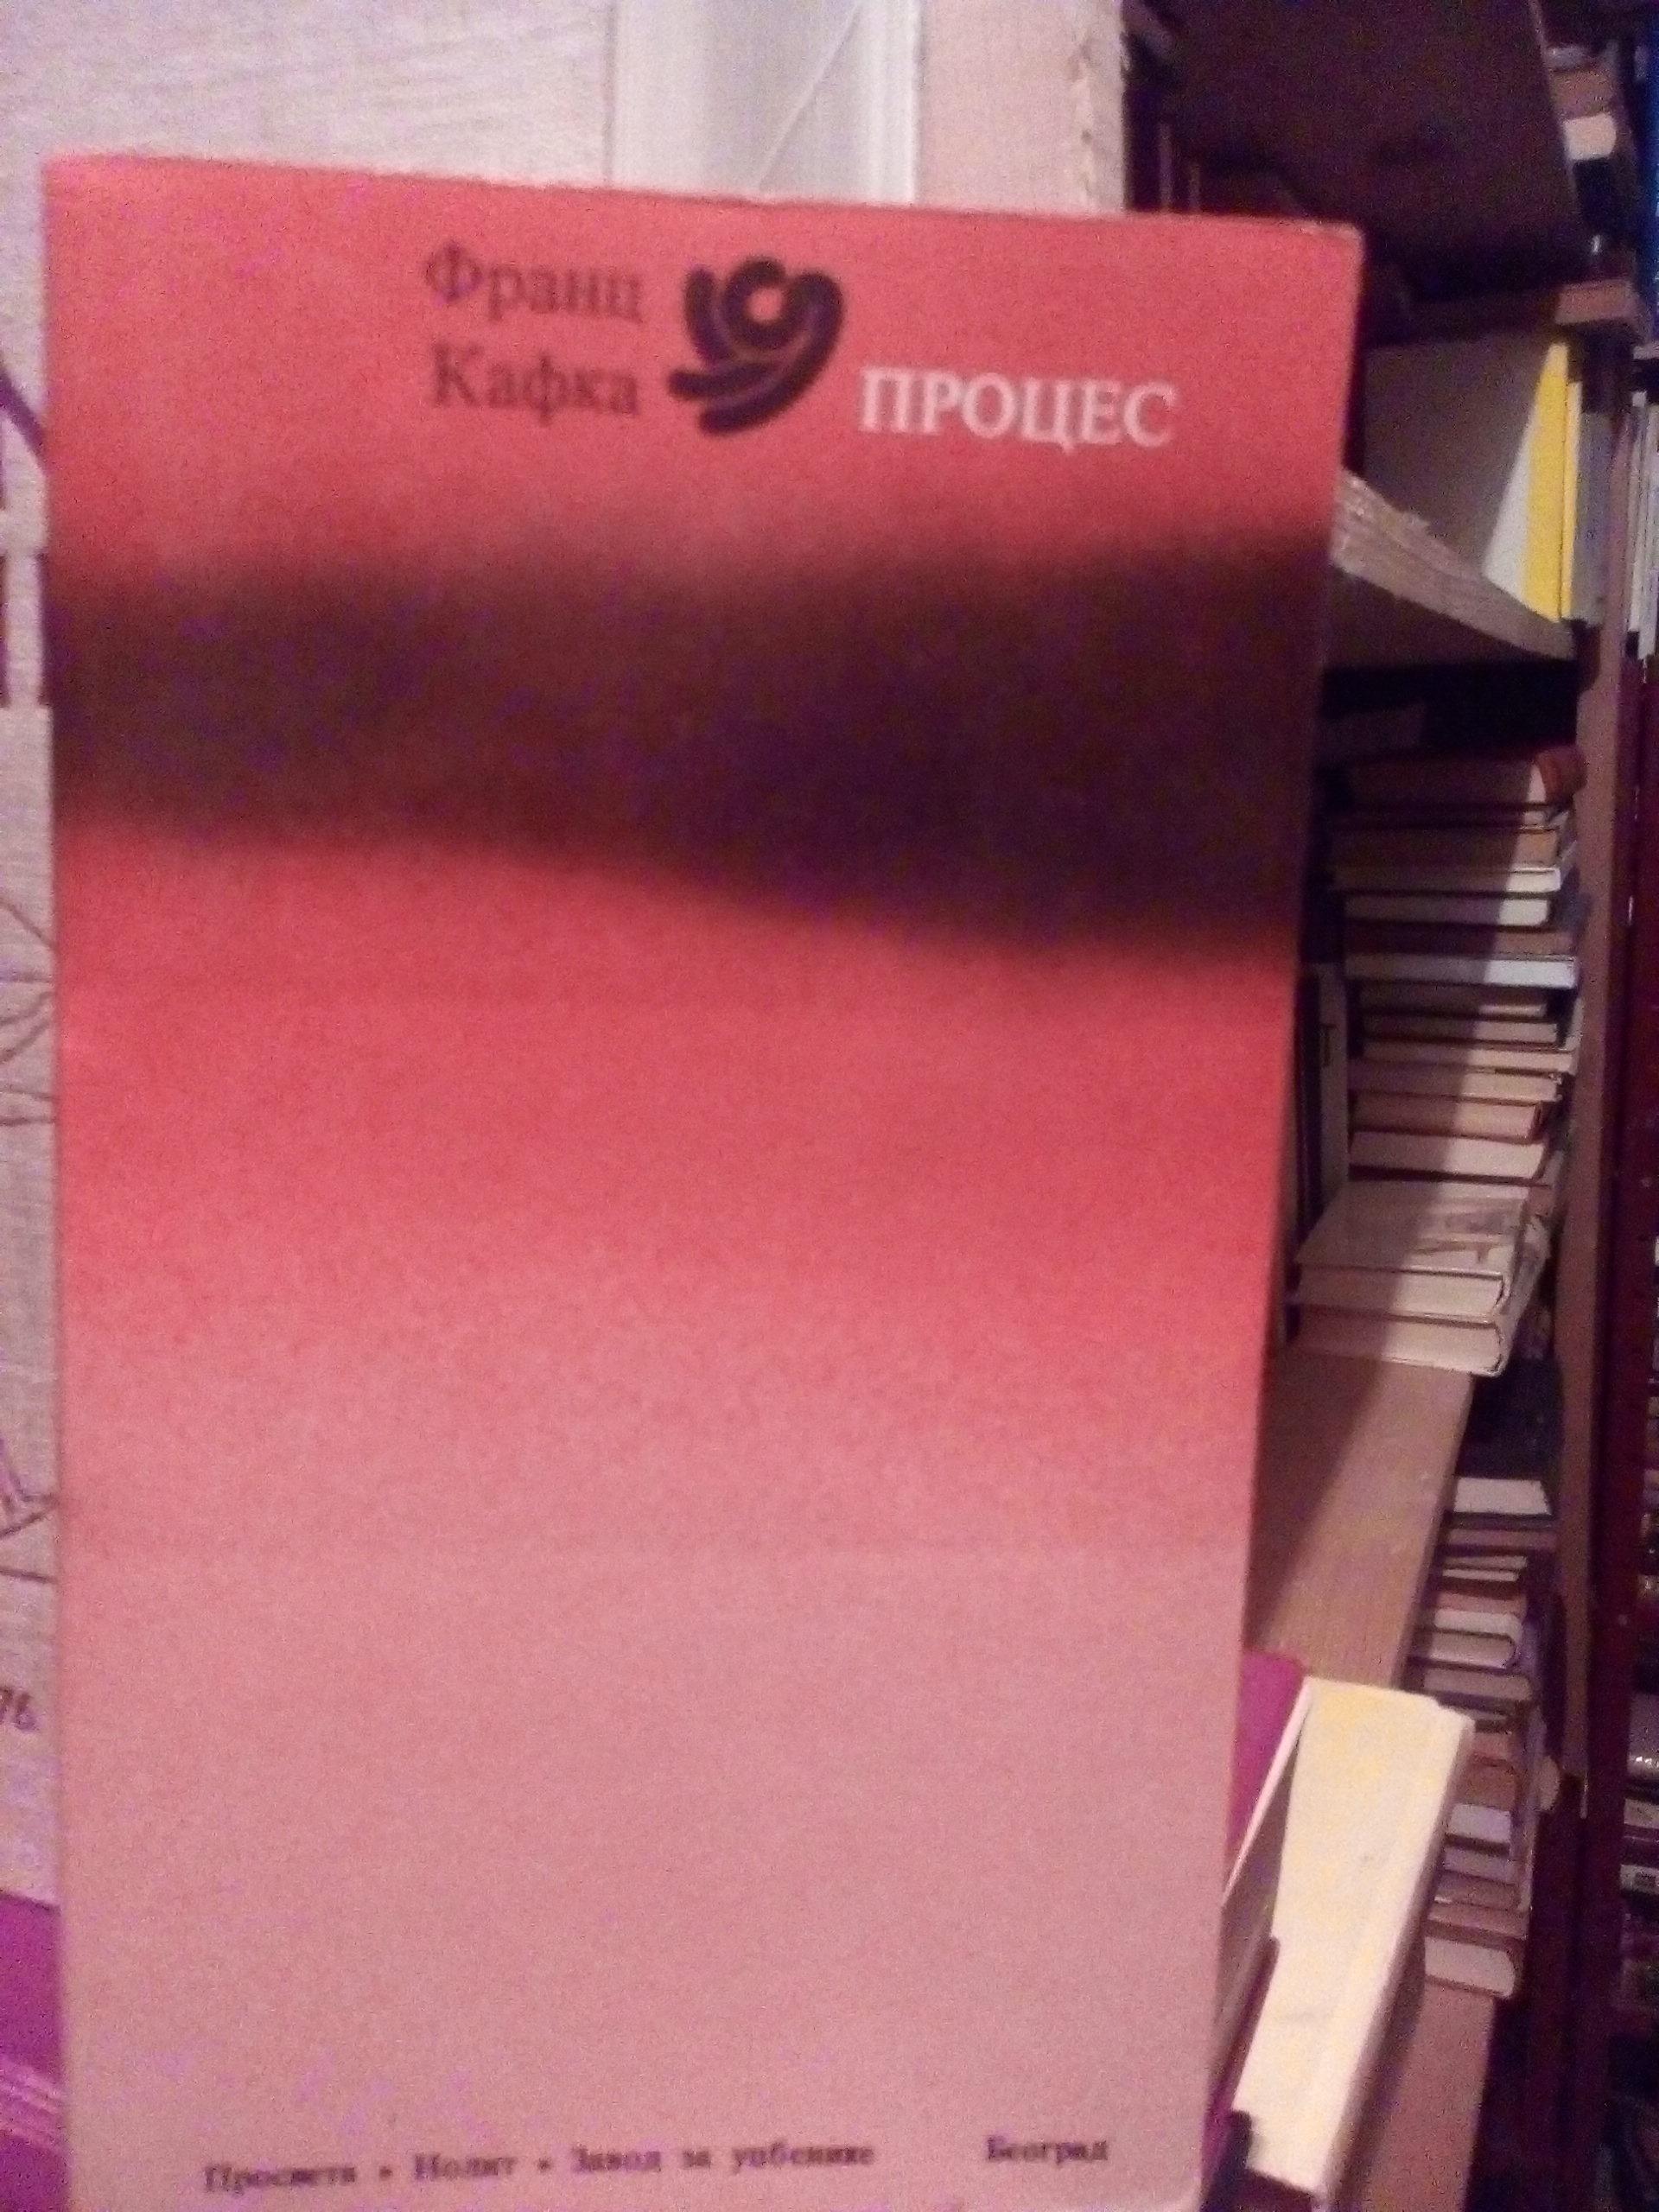 Франц
Кафка
ПРОЦЕС
Просвета • Нолит • Завод за уџбенике Београд